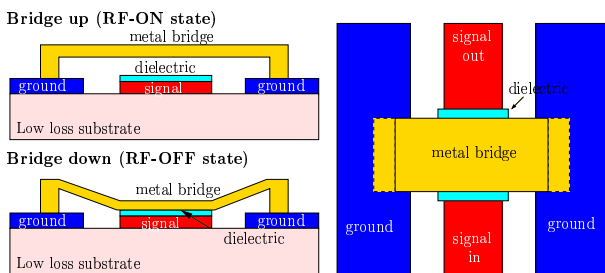 Bridge up (RF-ON state)
metal bridge
dielectric
ground
signal
ground
Low loss substrate
Bridge down (RF-OFF state)
metal bridge
ground
signal
ground
dielectric
Low loss substrate
signal
out
dielectric
metal bridge
ground
ground
signal
in